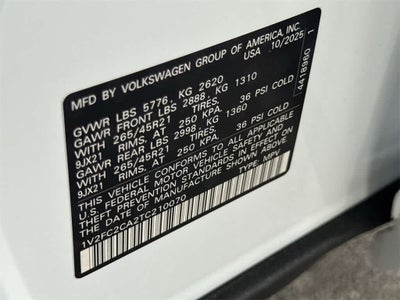 MFD BY VOLKSWAGEN GROUP OF AMERICA, INC.
USA 10/2025
GVWR LBS 5776, KG 2620
GAWR FRONT LBS 2888, KG 1310
265/45R21 TIRES.
9JX21 RIMS, AT 250 KPA. 36 PSI COLD
GAWR REAR LBS 2998, KG 1360
265/45R21 TIRES.
9JX21 RIMS, AT 250 KPA. 36 PSI COLD
THIS VEHICLE CONFORMS TO ALL
APPLICABLE FEDERAL MOTOR VEHICLE SAFETY AND
THEFT PREVENTION STANDARDS IN EFFECT ON
THE DATE OF MANUFACTURE SHOWN ABOVE.
1V2FC2CA2TC210070 TYPE: MPV
4418960 1